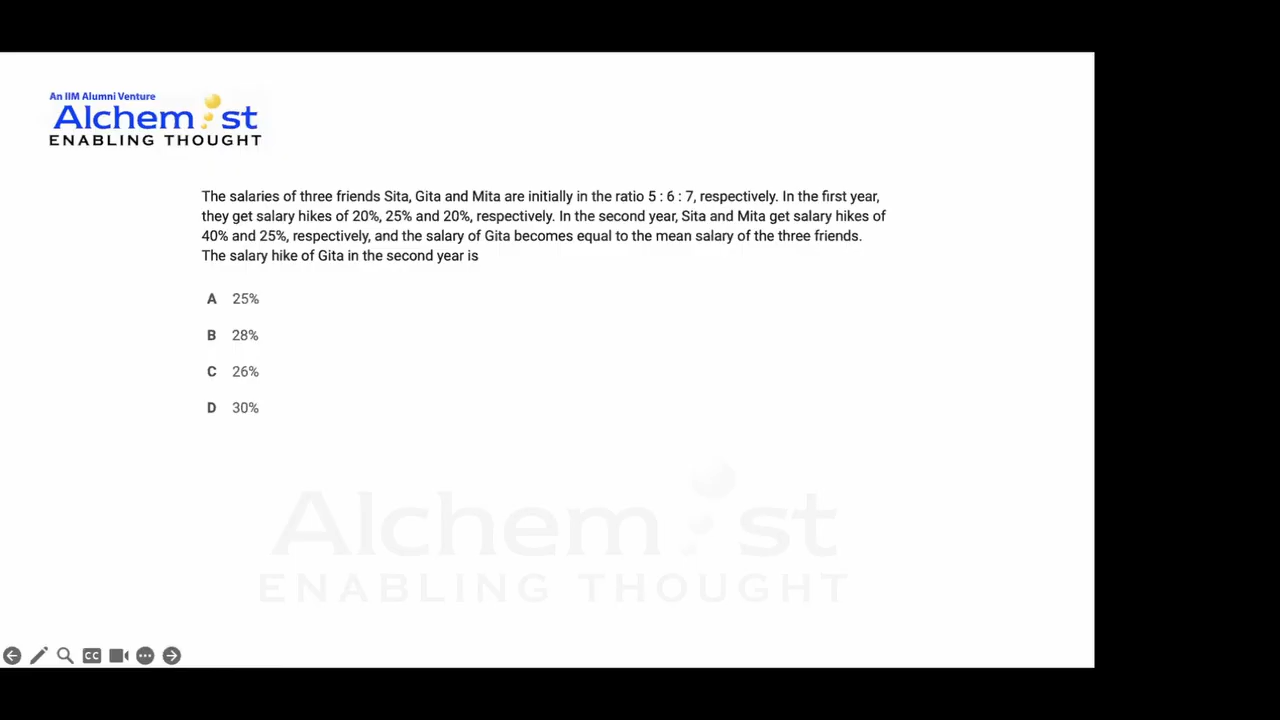 An IIM Alumni Venture
Alchemist
ENABLING THOUGHT
The salaries of three friends Sita, Gita and Mita are initially in the ratio 5 : 6 : 7, respectively. In the first year,
they get salary hikes of 20%, 25% and 20%, respectively. In the second year, Sita and Mita get salary hikes of
40% and 25%, respectively, and the salary of Gita becomes equal to the mean salary of the three friends.
The salary hike of Gita in the second year is
A 25%
B 28%
C 26%
D 30%
Alchemist
ENABLING THOUGHT
CC